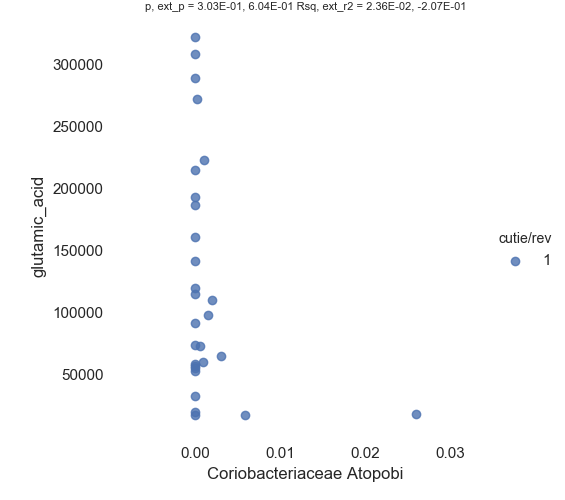 p, ext_p = 3.03E-01, 6.04E-01 Rsq, ext_r2 = 2.36E-02, -2.07E-01
300000
250000
200000
150000
100000
50000
glutamic_acid
cutie/rev
1
0.00 0.01 0.02 0.03
Coriobacteriaceae Atopobi